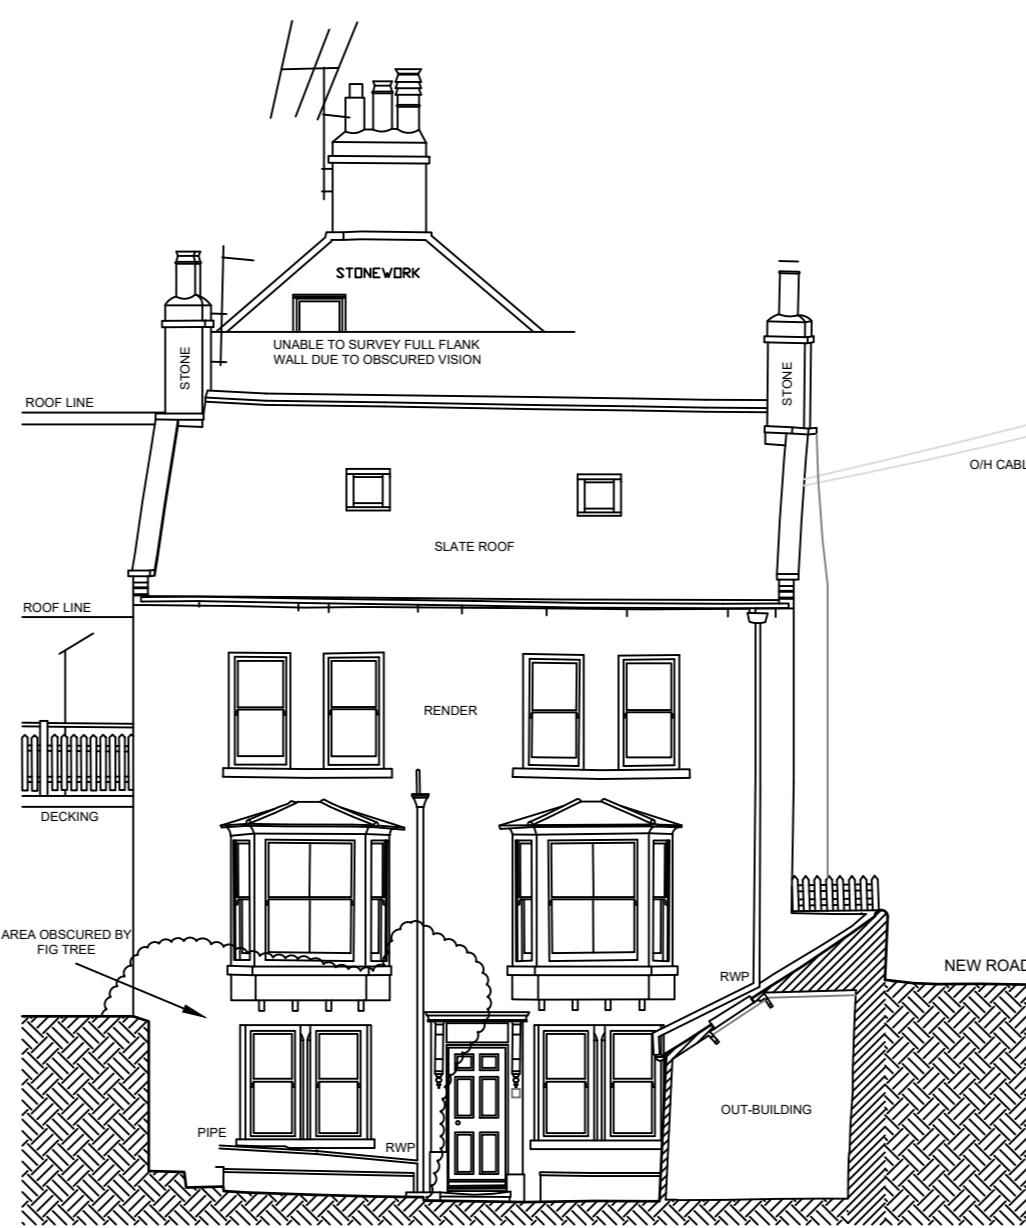 STONEWORK
UNABLE TO SURVEY FULL FLANK
WALL DUE TO OBSCURED VISION
STONE
STONE
ROOF LINE
O/H CABL
SLATE ROOF
ROOF LINE
RENDER
DECKING
AREA OBSCURED BY
FIG TREE
NEW ROAD
RWP
OUT-BUILDING
PIPE
RWP